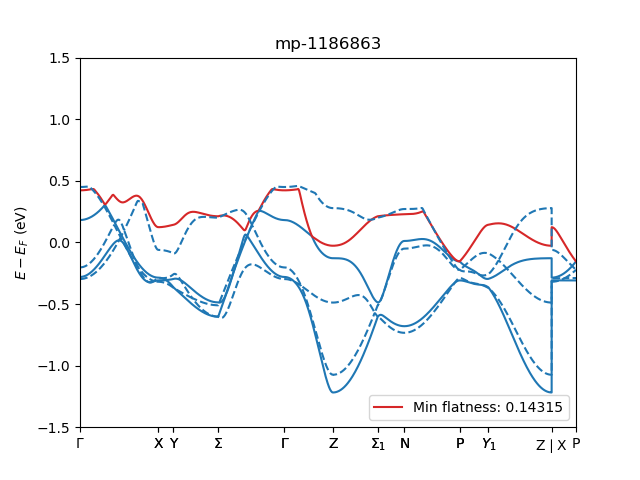 mp-1186863
E − E_F (eV)
1.5
1.0
0.5
0.0
−0.5
−1.0
−1.5
Min flatness: 0.14315
Γ X Y Σ Γ Z Σ₁ N P Y₁ Z | X P